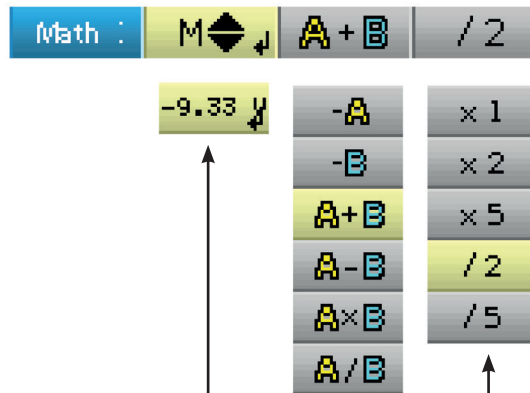 Math : M A + B / 2
-9.33 y
-A
-B
A+B
A-B
A×B
A/B
x 1
x 2
x 5
/ 2
/ 5